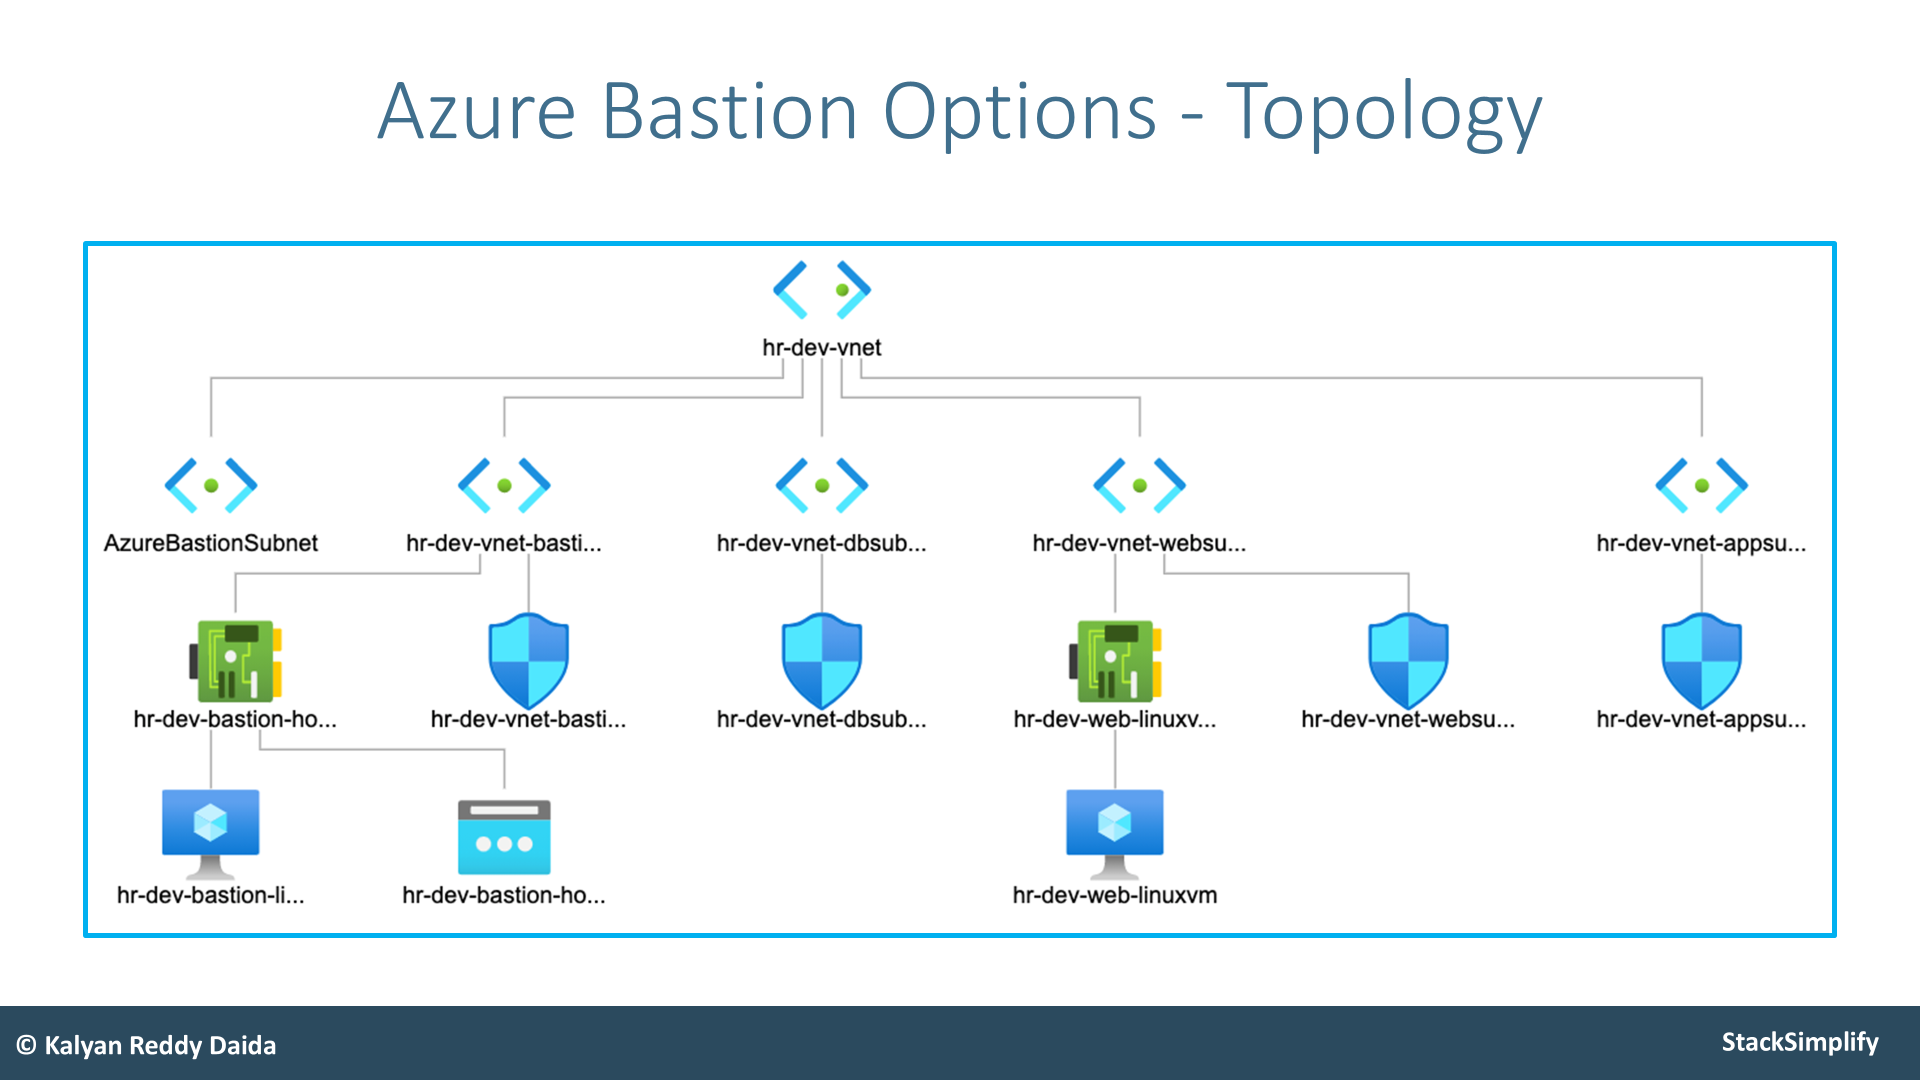 Azure Bastion Options - Topology
hr-dev-vnet
AzureBastionSubnet
hr-dev-vnet-basti...
hr-dev-vnet-dbsub...
hr-dev-vnet-websu...
hr-dev-vnet-appsu...
hr-dev-bastion-ho...
hr-dev-vnet-basti...
hr-dev-vnet-dbsub...
hr-dev-web-linuxv...
hr-dev-vnet-websu...
hr-dev-vnet-appsu...
hr-dev-bastion-li...
hr-dev-bastion-ho...
hr-dev-web-linuxvm
© Kalyan Reddy Daida
StackSimplify